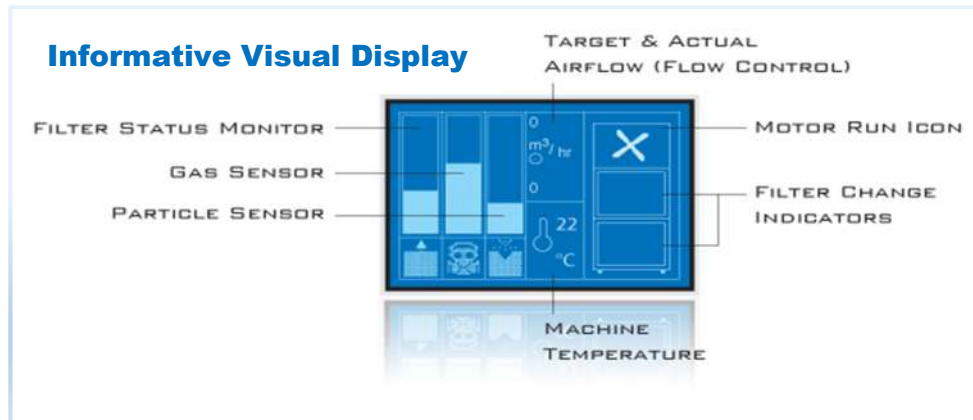 Informative Visual Display
TARGET & ACTUAL
AIRFLOW (FLOW CONTROL)
FILTER STATUS MONITOR
GAS SENSOR
PARTICLE SENSOR
0
m³/ hr
0
22
°C
MOTOR RUN ICON
FILTER CHANGE
INDICATORS
MACHINE
TEMPERATURE